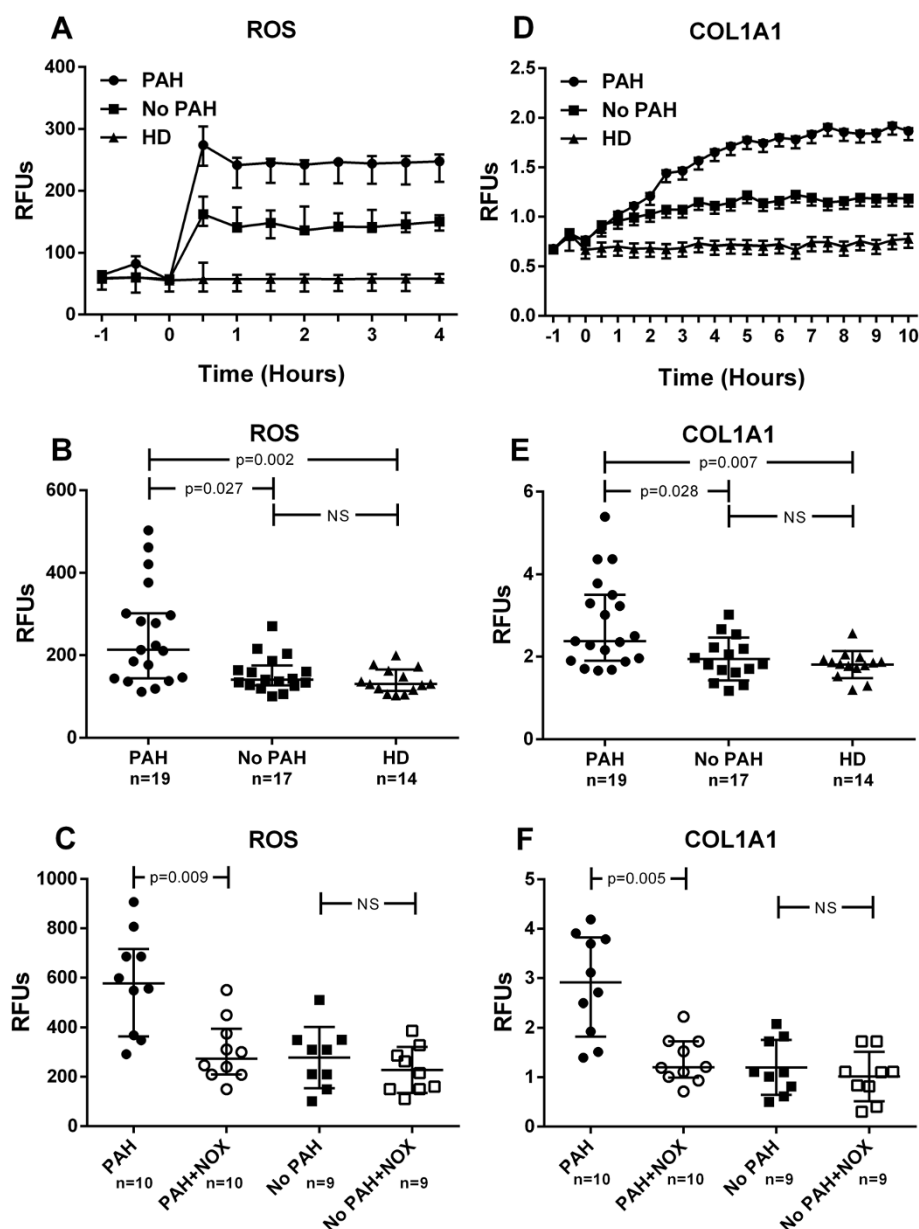 A
ROS
PAH
No PAH
HD
RFUs
400
300
200
100
0
-1 0 1 2 3 4
Time (Hours)
D
COL1A1
PAH
No PAH
HD
RFUs
2.5
2.0
1.5
1.0
0.5
0.0
-1 0 1 2 3 4 5 6 7 8 9 10
Time (Hours)
B
ROS
p=0.002
p=0.027
NS
RFUs
600
400
200
0
PAH No PAH HD
n=19 n=17 n=14
E
COL1A1
p=0.007
p=0.028
NS
RFUs
6
4
2
0
PAH No PAH HD
n=19 n=17 n=14
C
ROS
p=0.009
NS
RFUs
1000
800
600
400
200
0
PAH PAH+NOX No PAH No PAH+NOX
n=10 n=10 n=9 n=9
F
COL1A1
p=0.005
NS
RFUs
5
4
3
2
1
0
PAH PAH+NOX No PAH No PAH+NOX
n=10 n=10 n=9 n=9